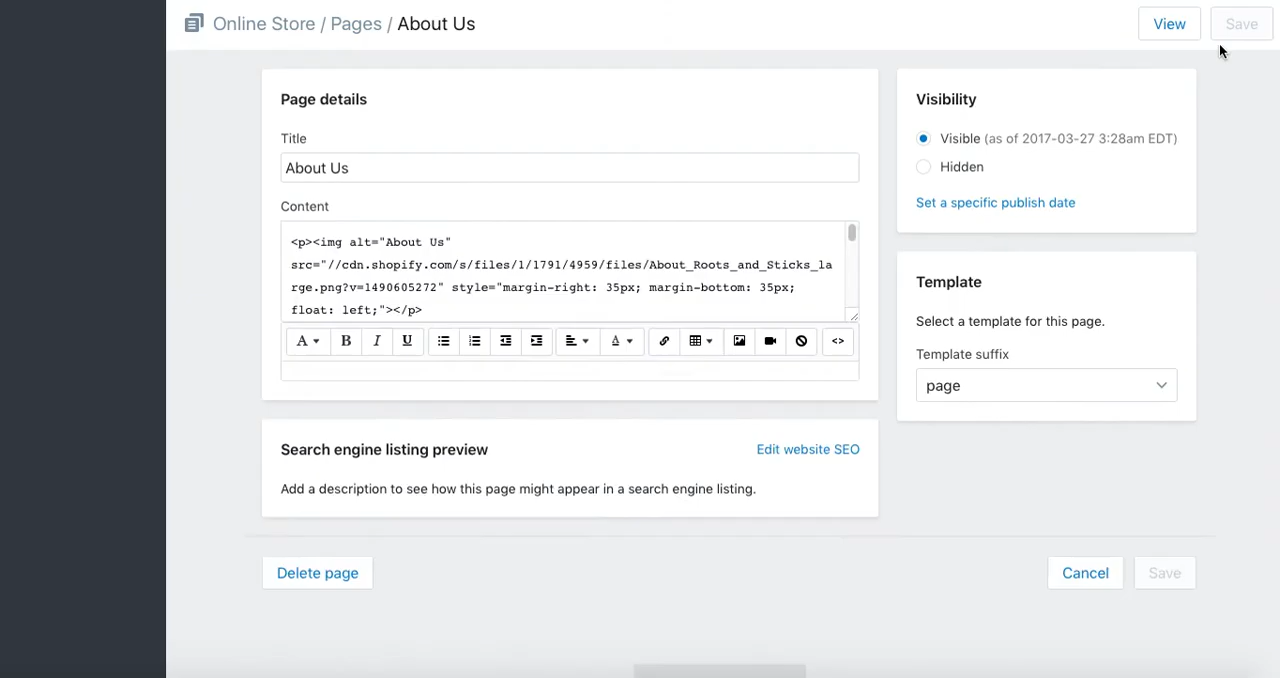 Online Store / Pages / About Us
View
Save
Page details
Title
About Us
Content
<p><img alt="About Us"
src="//cdn.shopify.com/s/files/1/1791/4959/files/About_Roots_and_Sticks_la
rge.png?v=1490605272" style="margin-right: 35px; margin-bottom: 35px;
float: left;"></p>
A B I U A <>
Search engine listing preview
Edit website SEO
Add a description to see how this page might appear in a search engine listing.
Visibility
Visible (as of 2017-03-27 3:28am EDT)
Hidden
Set a specific publish date
Template
Select a template for this page.
Template suffix
page
Delete page
Cancel
Save